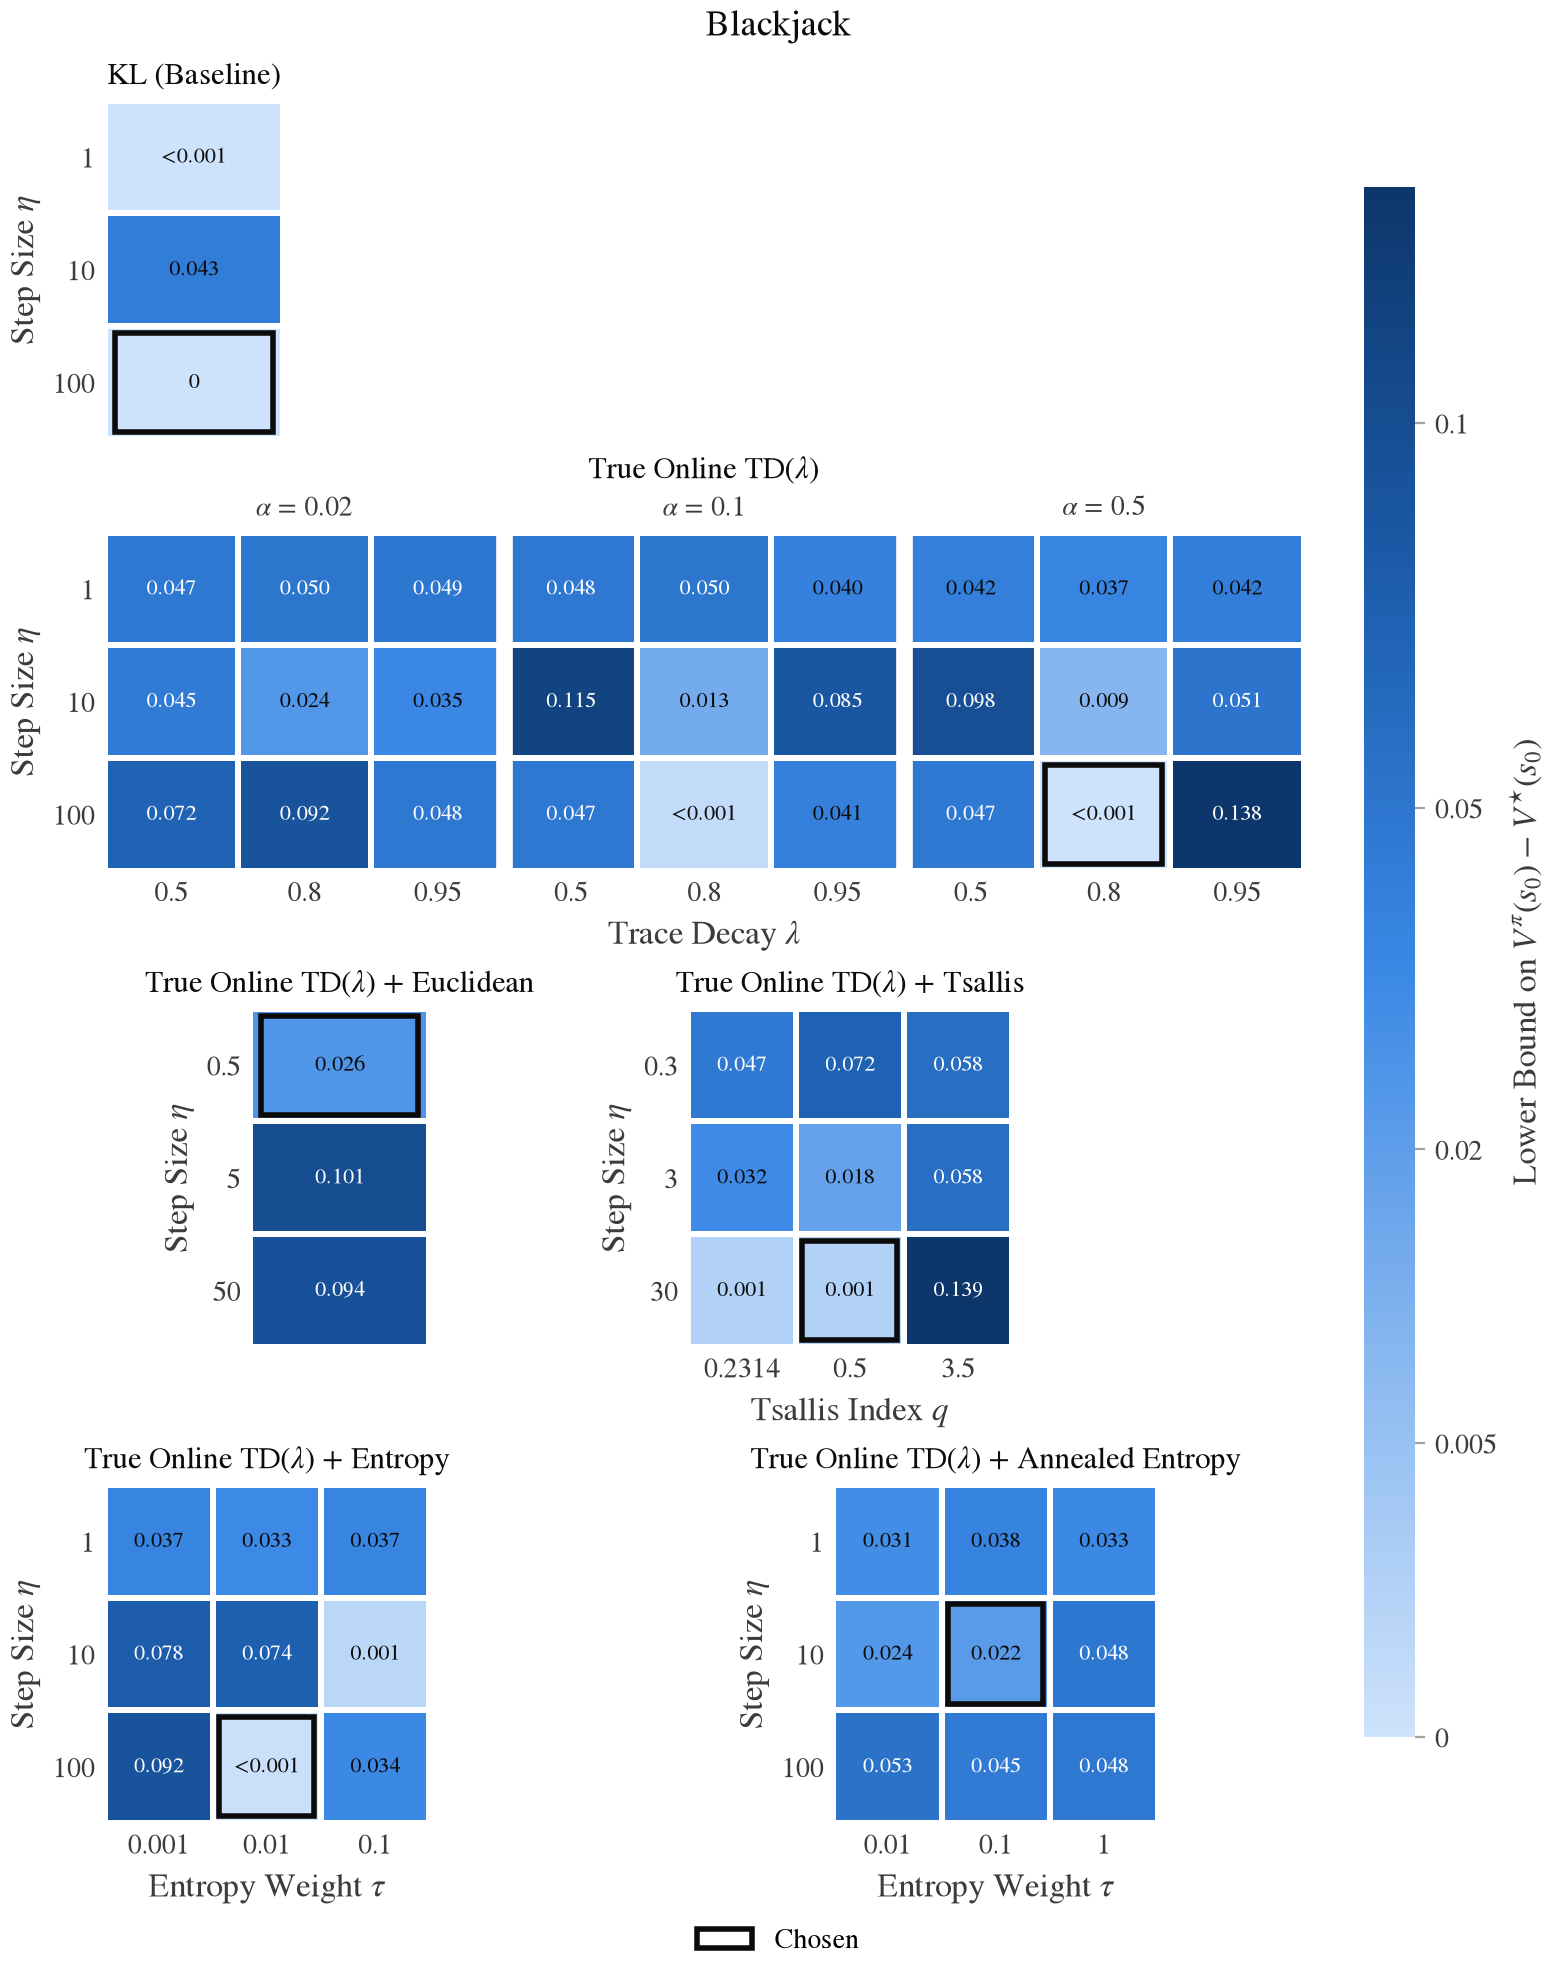 Blackjack
KL (Baseline)
Step Size η
1
<0.001
10
0.043
100
0
True Online TD(λ)
α = 0.02
α = 0.1
α = 0.5
Step Size η
1
0.047 0.050 0.049 0.048 0.050 0.040 0.042 0.037 0.042
10
0.045 0.024 0.035 0.115 0.013 0.085 0.098 0.009 0.051
100
0.072 0.092 0.048 0.047 <0.001 0.041 0.047 <0.001 0.138
0.5 0.8 0.95 0.5 0.8 0.95 0.5 0.8 0.95
Trace Decay λ
True Online TD(λ) + Euclidean
Step Size η
0.5
0.026
5
0.101
50
0.094
True Online TD(λ) + Tsallis
Step Size η
0.3
0.047 0.072 0.058
3
0.032 0.018 0.058
30
0.001 0.001 0.139
0.2314 0.5 3.5
Tsallis Index q
True Online TD(λ) + Entropy
Step Size η
1
0.037 0.033 0.037
10
0.078 0.074 0.001
100
0.092 <0.001 0.034
0.001 0.01 0.1
Entropy Weight τ
True Online TD(λ) + Annealed Entropy
Step Size η
1
0.031 0.038 0.033
10
0.024 0.022 0.048
100
0.053 0.045 0.048
0.01 0.1 1
Entropy Weight τ
Chosen
0.1
0.05
0.02
0.005
0
Lower Bound on V^π(s₀) − V^★(s₀)